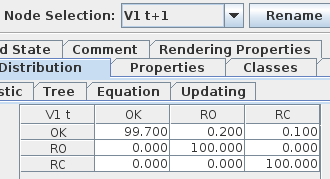 Node Selection: V1 t+1 Rename
d State Comment Rendering Properties
Distribution Properties Classes
stic Tree Equation Updating
V1 t OK RO RC
OK 99.700 0.200 0.100
RO 0.000 100.000 0.000
RC 0.000 0.000 100.000